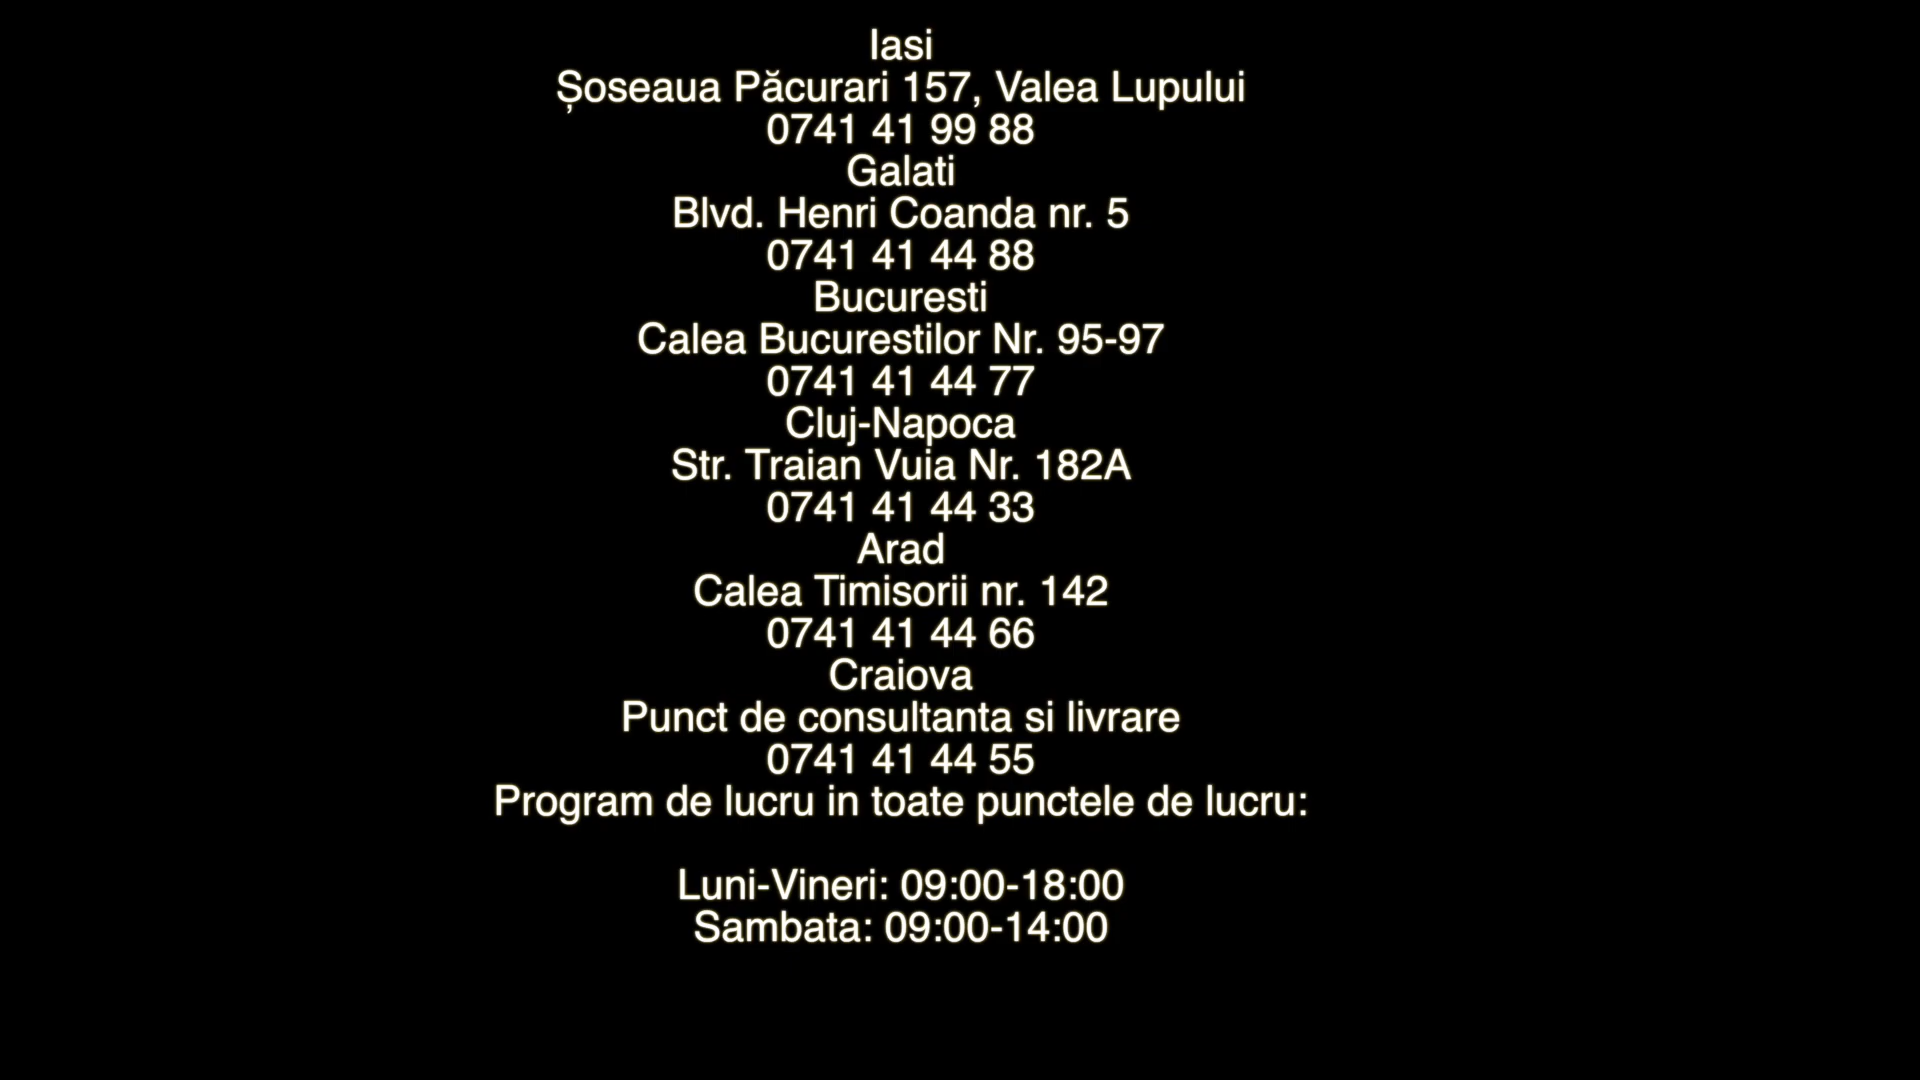 Iasi
Șoseaua Păcurari 157, Valea Lupului
0741 41 99 88
Galati
Blvd. Henri Coanda nr. 5
0741 41 44 88
Bucuresti
Calea Bucurestilor Nr. 95-97
0741 41 44 77
Cluj-Napoca
Str. Traian Vuia Nr. 182A
0741 41 44 33
Arad
Calea Timisorii nr. 142
0741 41 44 66
Craiova
Punct de consultanta si livrare
0741 41 44 55
Program de lucru in toate punctele de lucru:
Luni-Vineri: 09:00-18:00
Sambata: 09:00-14:00